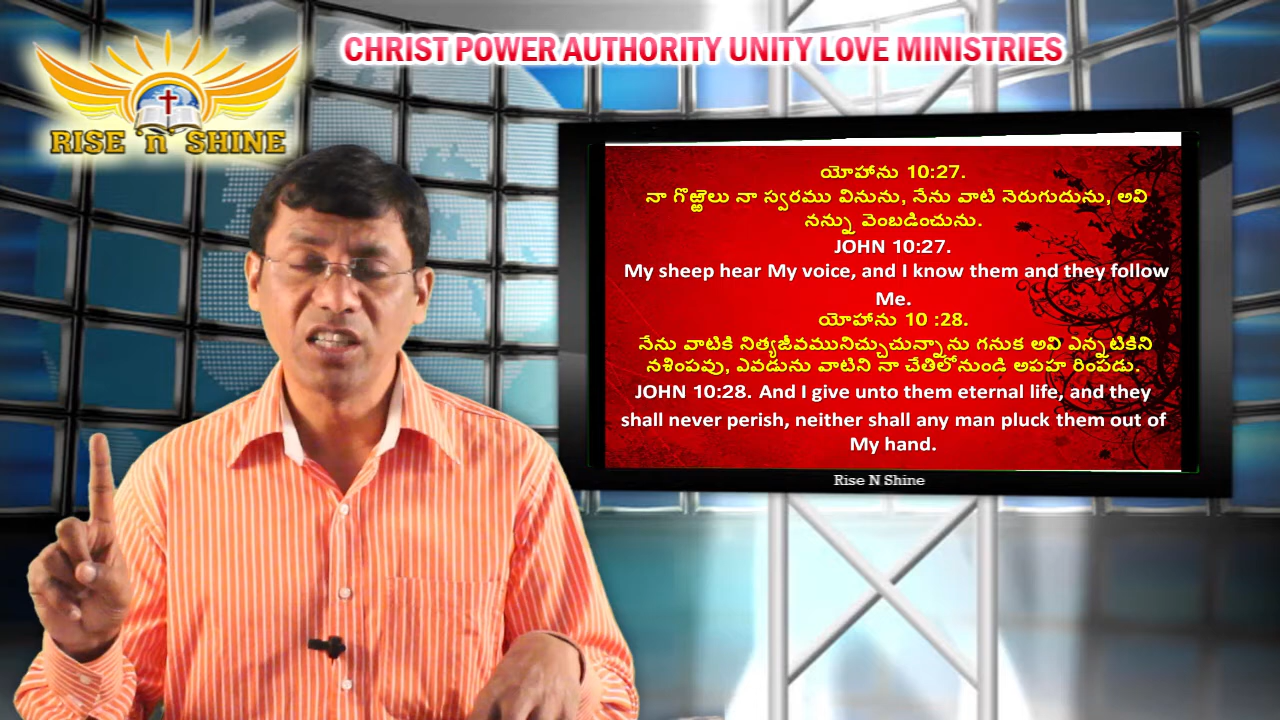 CHRIST POWER AUTHORITY UNITY LOVE MINISTRIES
RISE 'n' SHINE
యోహాను 10:27.
నా గొఱ్ఱెలు నా స్వరము వినును, నేను వాటి నెరుగుదును, అవి
నన్ను వెంబడించును.
JOHN 10:27.
My sheep hear My voice, and I know them and they follow
Me.
యోహాను 10 :28.
నేను వాటికి నిత్యజీవమునిచ్చుచున్నాను గనుక అవి ఎన్నటికిని
నశింపవు, ఎవడును వాటిని నా చేతిలోనుండి అపహ రింపడు.
JOHN 10:28. And I give unto them eternal life, and they
shall never perish, neither shall any man pluck them out of
My hand.
Rise N Shine